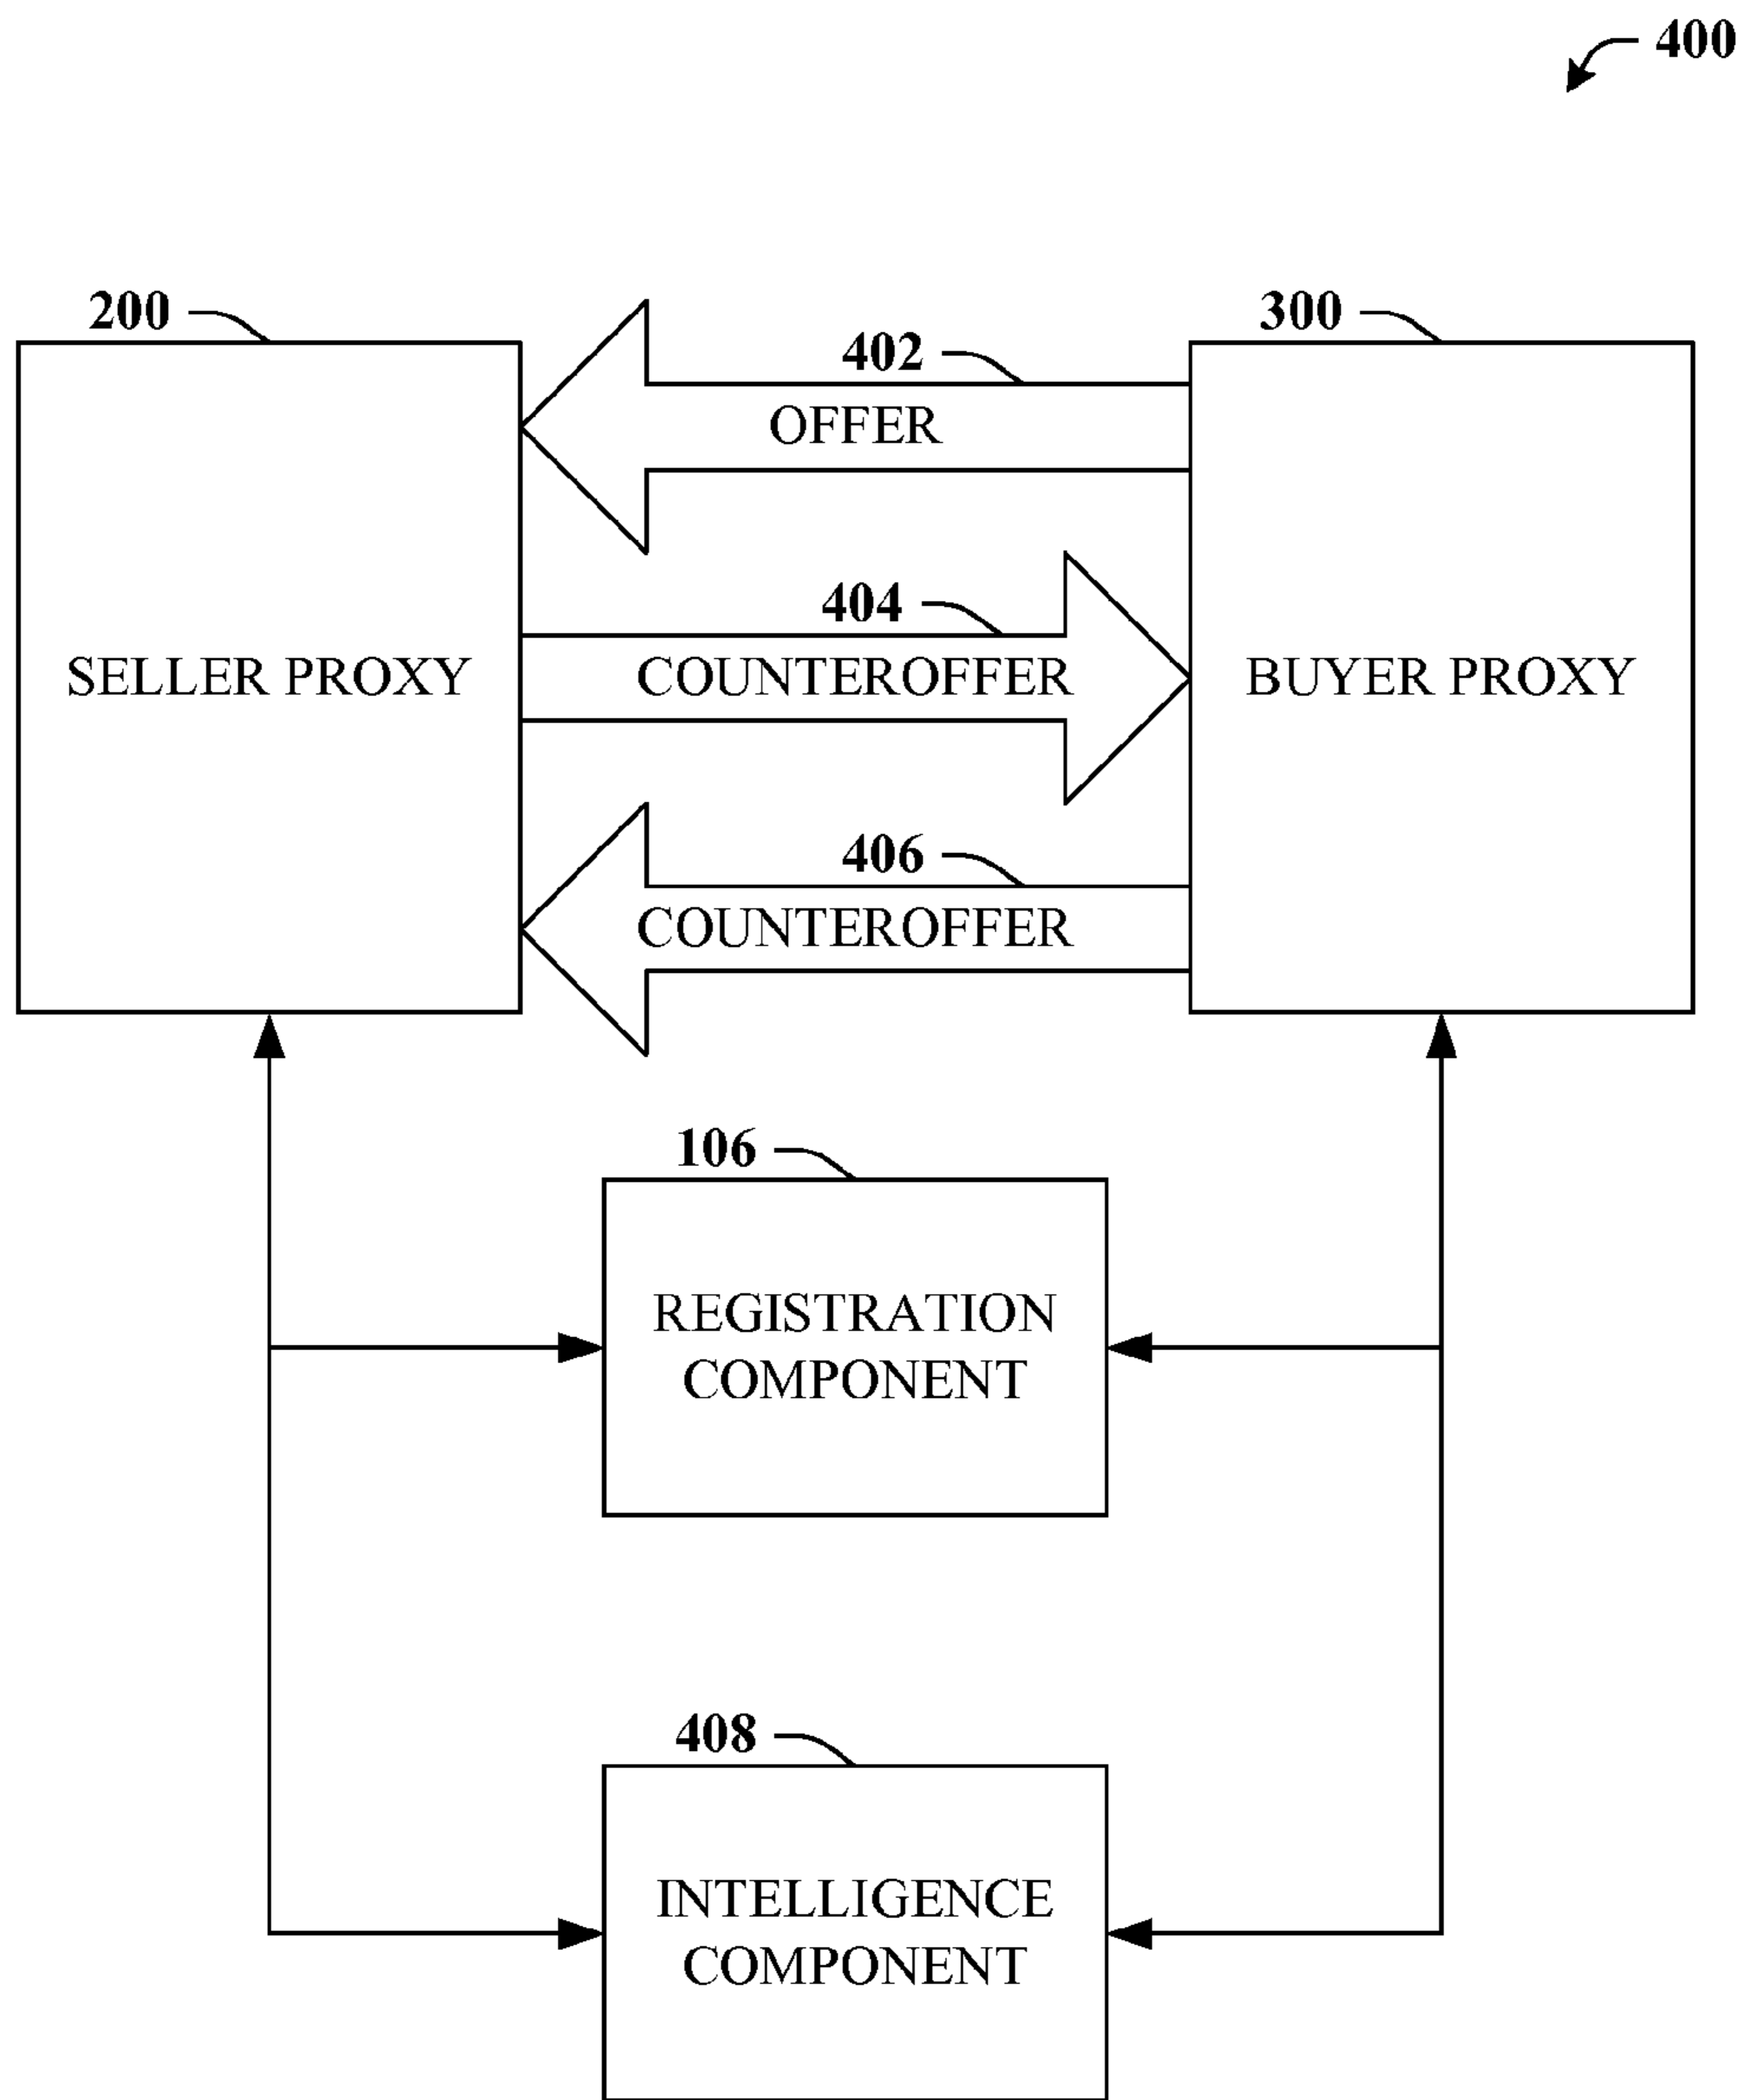 400
200
300
402
OFFER
404
SELLER PROXY
COUNTEROFFER
BUYER PROXY
406
COUNTEROFFER
106
REGISTRATION
COMPONENT
408
INTELLIGENCE
COMPONENT